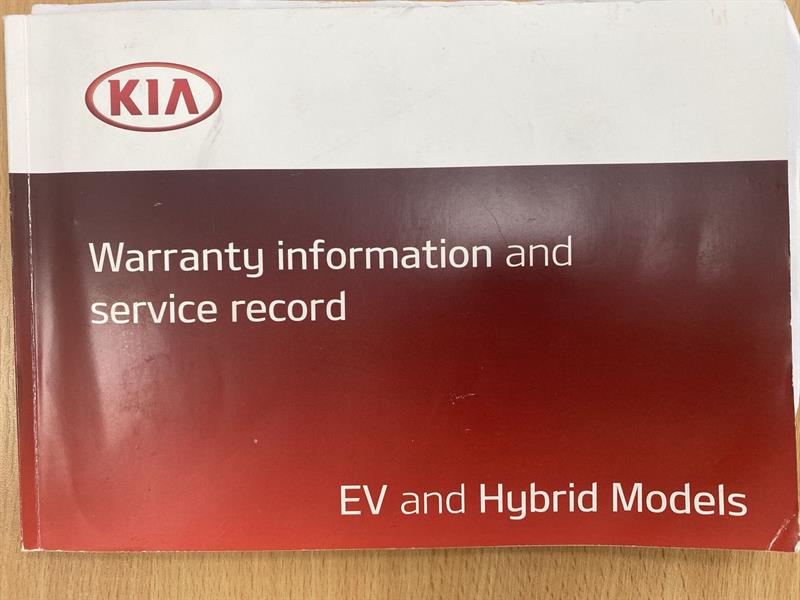 KIA
Warranty information and
service record
EV and Hybrid Models